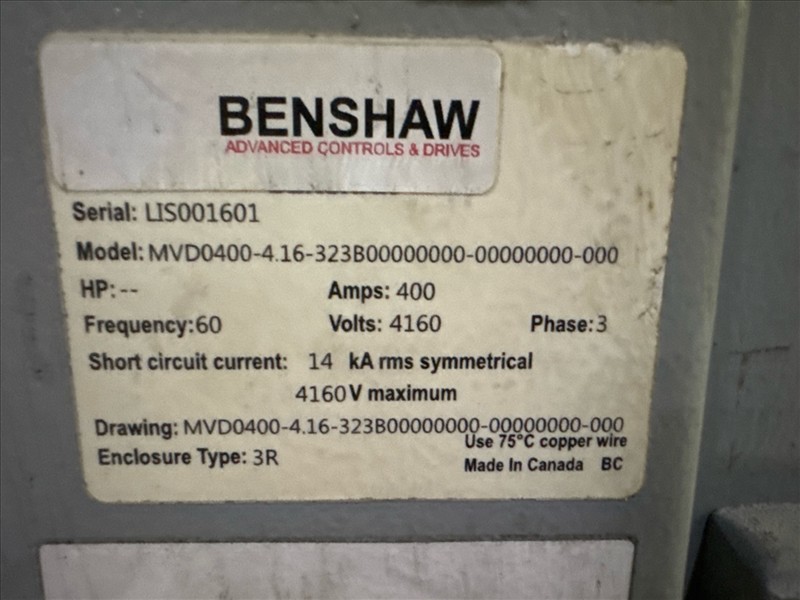 BENSHAW
ADVANCED CONTROLS & DRIVES
Serial: LIS001601
Model: MVD0400-4.16-323B00000000-00000000-000
HP: -- Amps: 400
Frequency:60 Volts: 4160 Phase:3
Short circuit current: 14 kA rms symmetrical
4160V maximum
Drawing: MVD0400-4.16-323B00000000-00000000-000
Use 75°C copper wire
Enclosure Type: 3R
Made In Canada BC